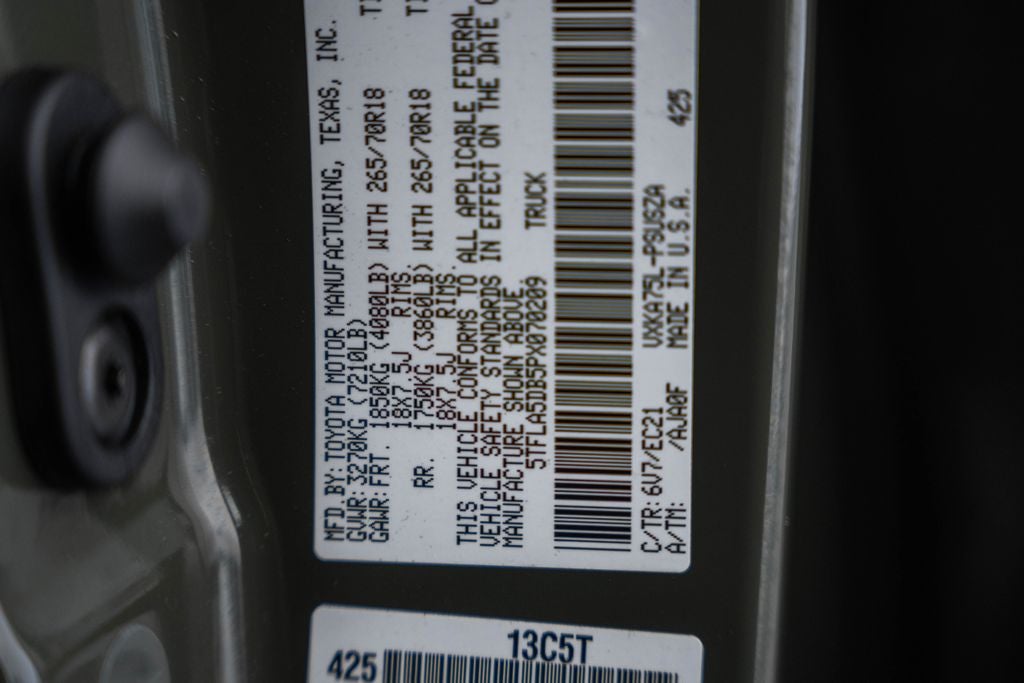 MFD.BY:TOYOTA MOTOR MANUFACTURING, TEXAS, INC.
GVWR:3270KG (7210LB)
GAWR:FRT. 1850KG (4080LB) WITH 265/70R18
18X7.5J RIMS.
RR. 1750KG (3860LB) WITH 265/70R18
18X7.5J RIMS.
THIS VEHICLE CONFORMS TO ALL APPLICABLE FEDERAL
VEHICLE SAFETY STANDARDS IN EFFECT ON THE DATE
MANUFACTURE SHOWN ABOVE.
5TFLA5DB5PX070209 TRUCK
C/TR:6V7/EC21 VXKA75L-PSUSZA 425
A/TM: /AJA0F MADE IN U.S.A.
13C5T
425